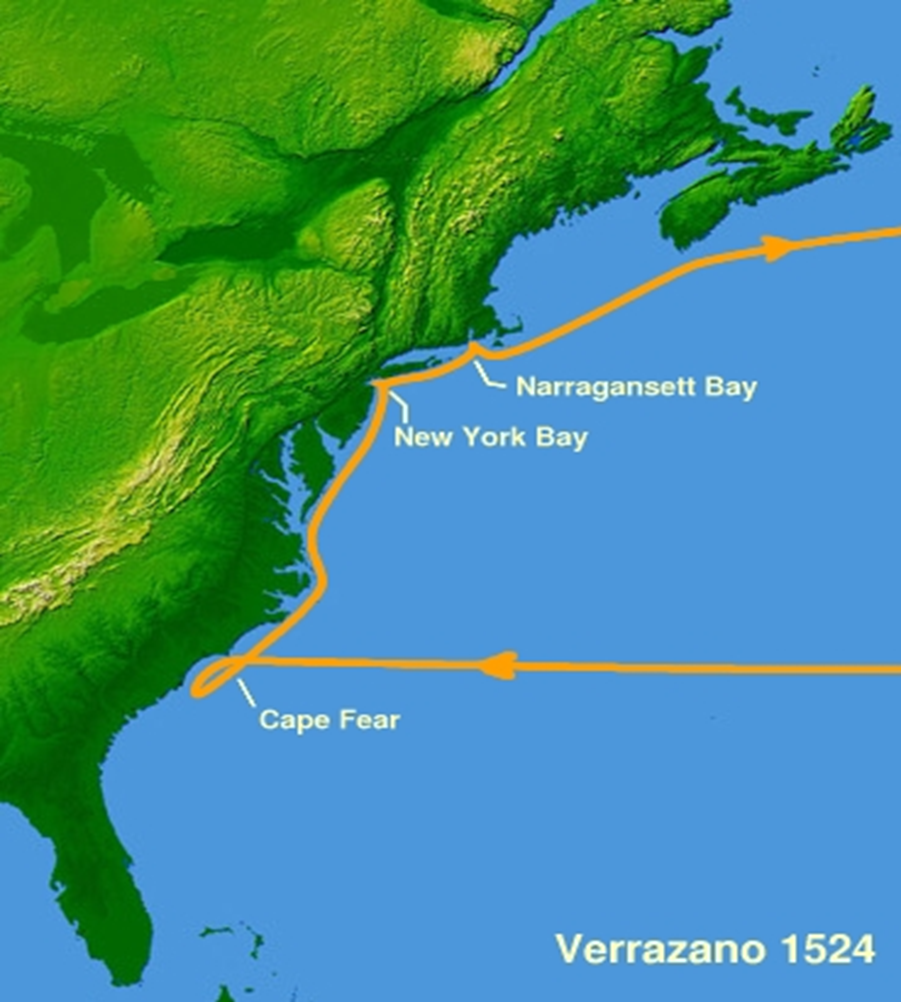 Narragansett Bay
New York Bay
Cape Fear
Verrazano 1524